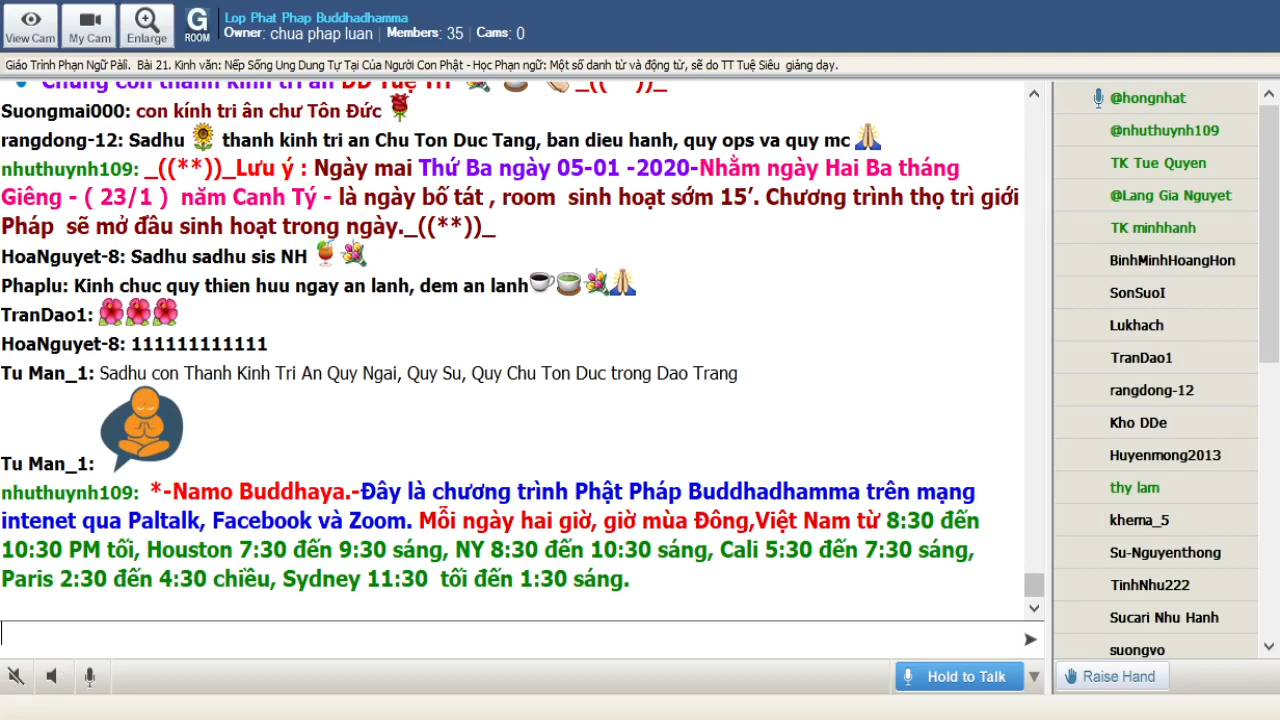 View Cam
My Cam
Enlarge
G
ROOM
Lop Phat Phap Buddhadhamma
Owner: chua phap luan | Members: 35 | Cams: 0
Giáo Trình Phạn Ngữ Pàli. Bài 21. Kinh văn: Nếp Sống Ung Dung Tự Tại Của Người Con Phật - Học Phạn ngữ: Một số danh từ và động từ, sẽ do TT Tuệ Siêu giảng dạy.
Chúng con thành kính tri ân DD Tuệ Tri _((**))_
Suongmai000: con kính tri ân chư Tôn Đức
rangdong-12: Sadhu thanh kinh tri an Chu Ton Duc Tang, ban dieu hanh, quy ops va quy mc
nhuthuynh109: _((**))_Lưu ý : Ngày mai Thứ Ba ngày 05-01 -2020-Nhằm ngày Hai Ba tháng
Giêng - ( 23/1 ) năm Canh Tý - là ngày bố tát , room sinh hoạt sớm 15’. Chương trình thọ trì giới
Pháp sẽ mở đầu sinh hoạt trong ngày._((**))_
HoaNguyet-8: Sadhu sadhu sis NH
Phaplu: Kinh chuc quy thien huu ngay an lanh, dem an lanh
TranDao1:
HoaNguyet-8: 111111111111
Tu Man_1: Sadhu con Thanh Kinh Tri An Quy Ngai, Quy Su, Quy Chu Ton Duc trong Dao Trang
Tu Man_1:
nhuthuynh109: *-Namo Buddhaya.-Đây là chương trình Phật Pháp Buddhadhamma trên mạng
intenet qua Paltalk, Facebook và Zoom. Mỗi ngày hai giờ, giờ mùa Đông,Việt Nam từ 8:30 đến
10:30 PM tối, Houston 7:30 đến 9:30 sáng, NY 8:30 đến 10:30 sáng, Cali 5:30 đến 7:30 sáng,
Paris 2:30 đến 4:30 chiều, Sydney 11:30 tối đến 1:30 sáng.
@hongnhat
@nhuthuynh109
TK Tue Quyen
@Lang Gia Nguyet
TK minhhanh
BinhMinhHoangHon
SonSuoI
Lukhach
TranDao1
rangdong-12
Kho DDe
Huyenmong2013
thy lam
khema_5
Su-Nguyenthong
TinhNhu222
Sucari Nhu Hanh
suongvo
Hold to Talk
Raise Hand